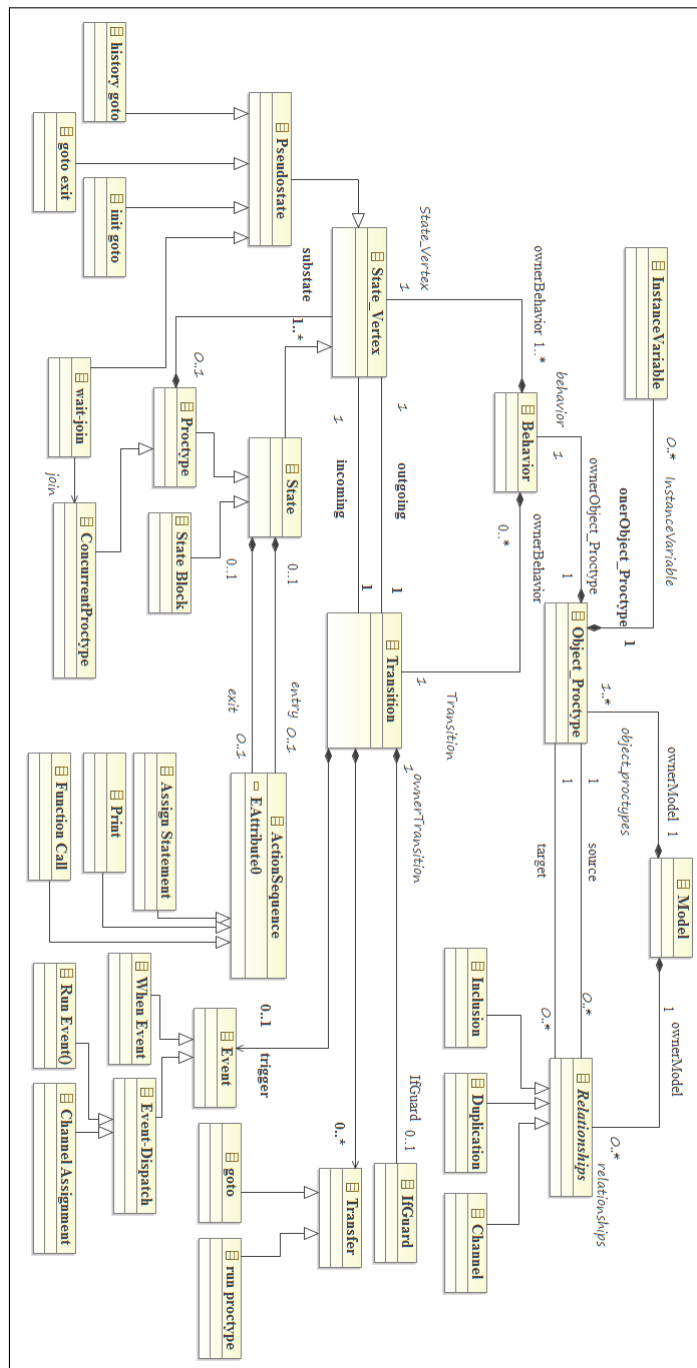 Model
ownerModel 1
1 ownerModel
object_proctypes
1..*
0..* relationships
InstanceVariable
0..* InstanceVariable
onerObject_Proctype
1
Object_Proctype
1 source 0..*
1 target 0..*
Relationships
ownerObject_Proctype
1
behavior
1
Behavior
ownerBehavior 1..*
ownerBehavior
0..*
Inclusion
Duplication
Channel
State_Vertex
1
Transition
1
State_Vertex
1 outgoing 1
1 incoming 1
Transition
1 ownerTransition
IfGuard 0..1
IfGuard
substate
1..*
Pseudostate
State
0..1 entry 0..1
0..1 exit 0..1
ActionSequence
EAttribute0
0..1 trigger
Event
0..*
Transfer
goto
run proctype
history goto
goto exit
init goto
0..1
Proctype
State Block
wait-join
join
ConcurrentProctype
Assign Statement
Print
Function Call
When Event
Event-Dispatch
Run Event()
Channel Assignment